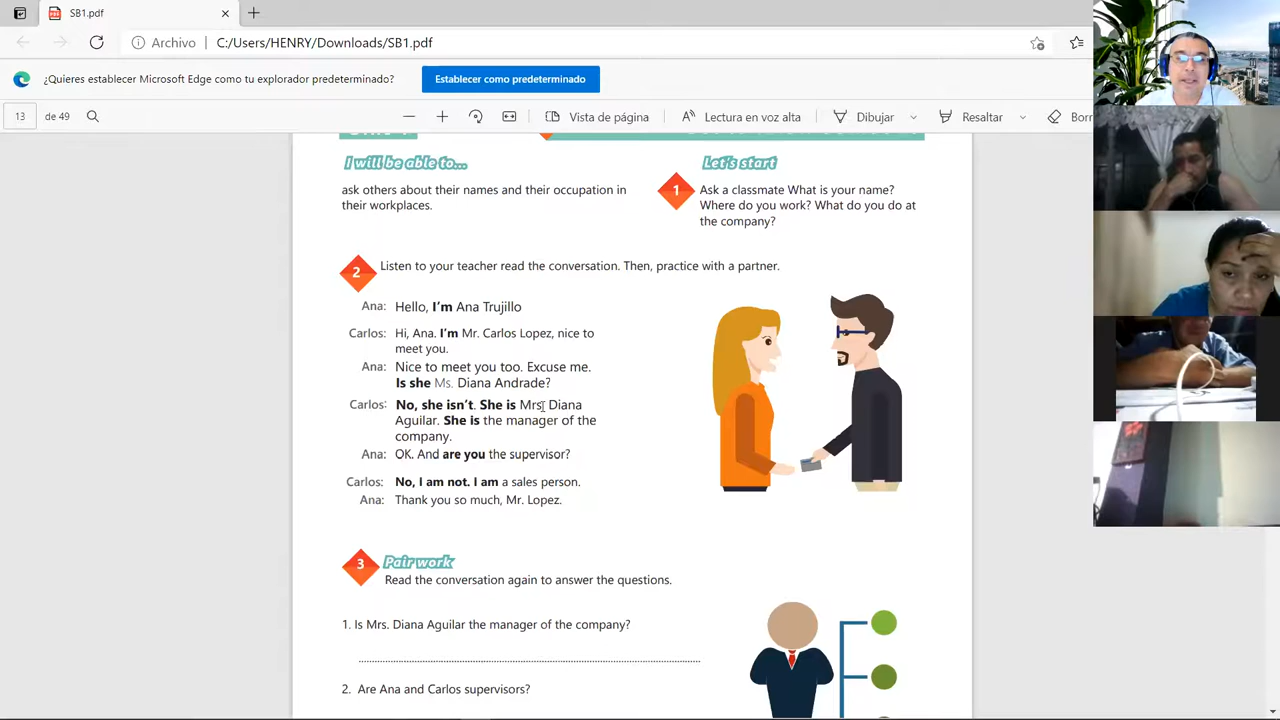 SB1.pdf
Archivo C:/Users/HENRY/Downloads/SB1.pdf
¿Quieres establecer Microsoft Edge como tu explorador predeterminado? Establecer como predeterminado
13 de 49 Vista de página Lectura en voz alta Dibujar Resaltar Borr
I will be able to...
ask others about their names and their occupation in
their workplaces.
Let's start
1 Ask a classmate What is your name?
Where do you work? What do you do at
the company?
2 Listen to your teacher read the conversation. Then, practice with a partner.
Ana: Hello, I'm Ana Trujillo
Carlos: Hi, Ana. I'm Mr. Carlos Lopez, nice to
meet you.
Ana: Nice to meet you too. Excuse me.
Is she Ms. Diana Andrade?
Carlos: No, she isn't. She is Mrs. Diana
Aguilar. She is the manager of the
company.
Ana: OK. And are you the supervisor?
Carlos: No, I am not. I am a sales person.
Ana: Thank you so much, Mr. Lopez.
3 Pair work
Read the conversation again to answer the questions.
1. Is Mrs. Diana Aguilar the manager of the company?
2. Are Ana and Carlos supervisors?